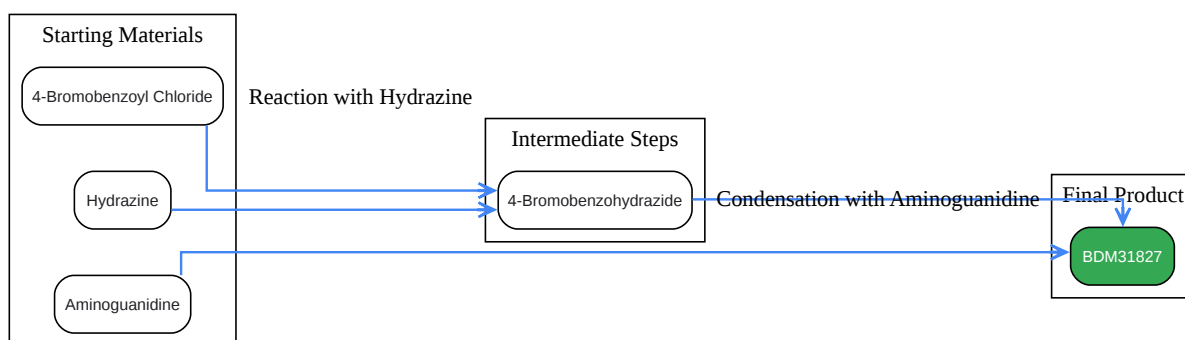 Starting Materials
4-Bromobenzoyl Chloride
Reaction with Hydrazine
Hydrazine
Aminoguanidine
Intermediate Steps
4-Bromobenzohydrazide
Condensation with Aminoguanidine
Final Product
BDM31827